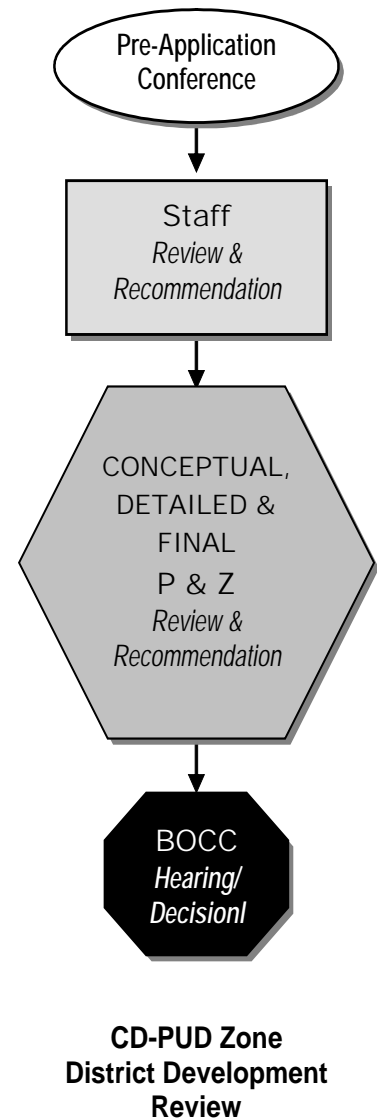 Pre-Application
Conference
Staff
Review &
Recommendation
CONCEPTUAL,
DETAILED &
FINAL
P & Z
Review &
Recommendation
BOCC
Hearing/
Decisionl
CD-PUD Zone
District Development
Review